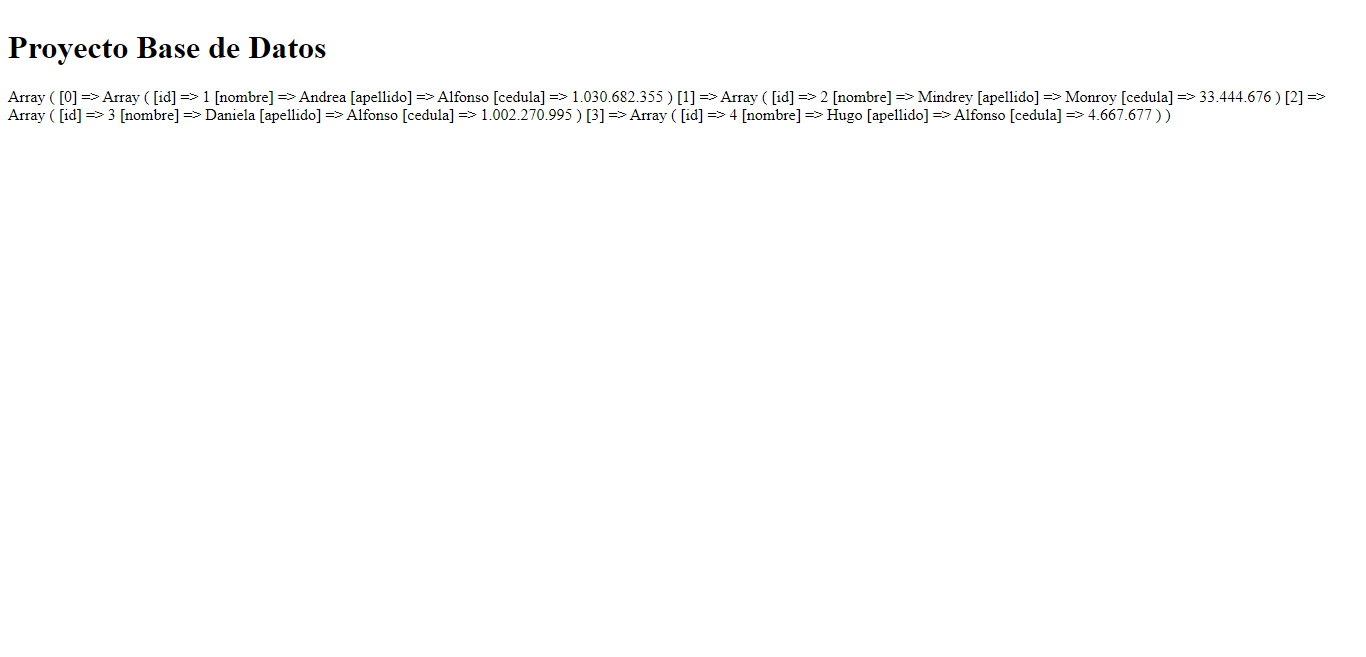 Proyecto Base de Datos
Array ( [0] => Array ( [id] => 1 [nombre] => Andrea [apellido] => Alfonso [cedula] => 1.030.682.355 ) [1] => Array ( [id] => 2 [nombre] => Mindrey [apellido] => Monroy [cedula] => 33.444.676 ) [2] =>
Array ( [id] => 3 [nombre] => Daniela [apellido] => Alfonso [cedula] => 1.002.270.995 ) [3] => Array ( [id] => 4 [nombre] => Hugo [apellido] => Alfonso [cedula] => 4.667.677 ) )